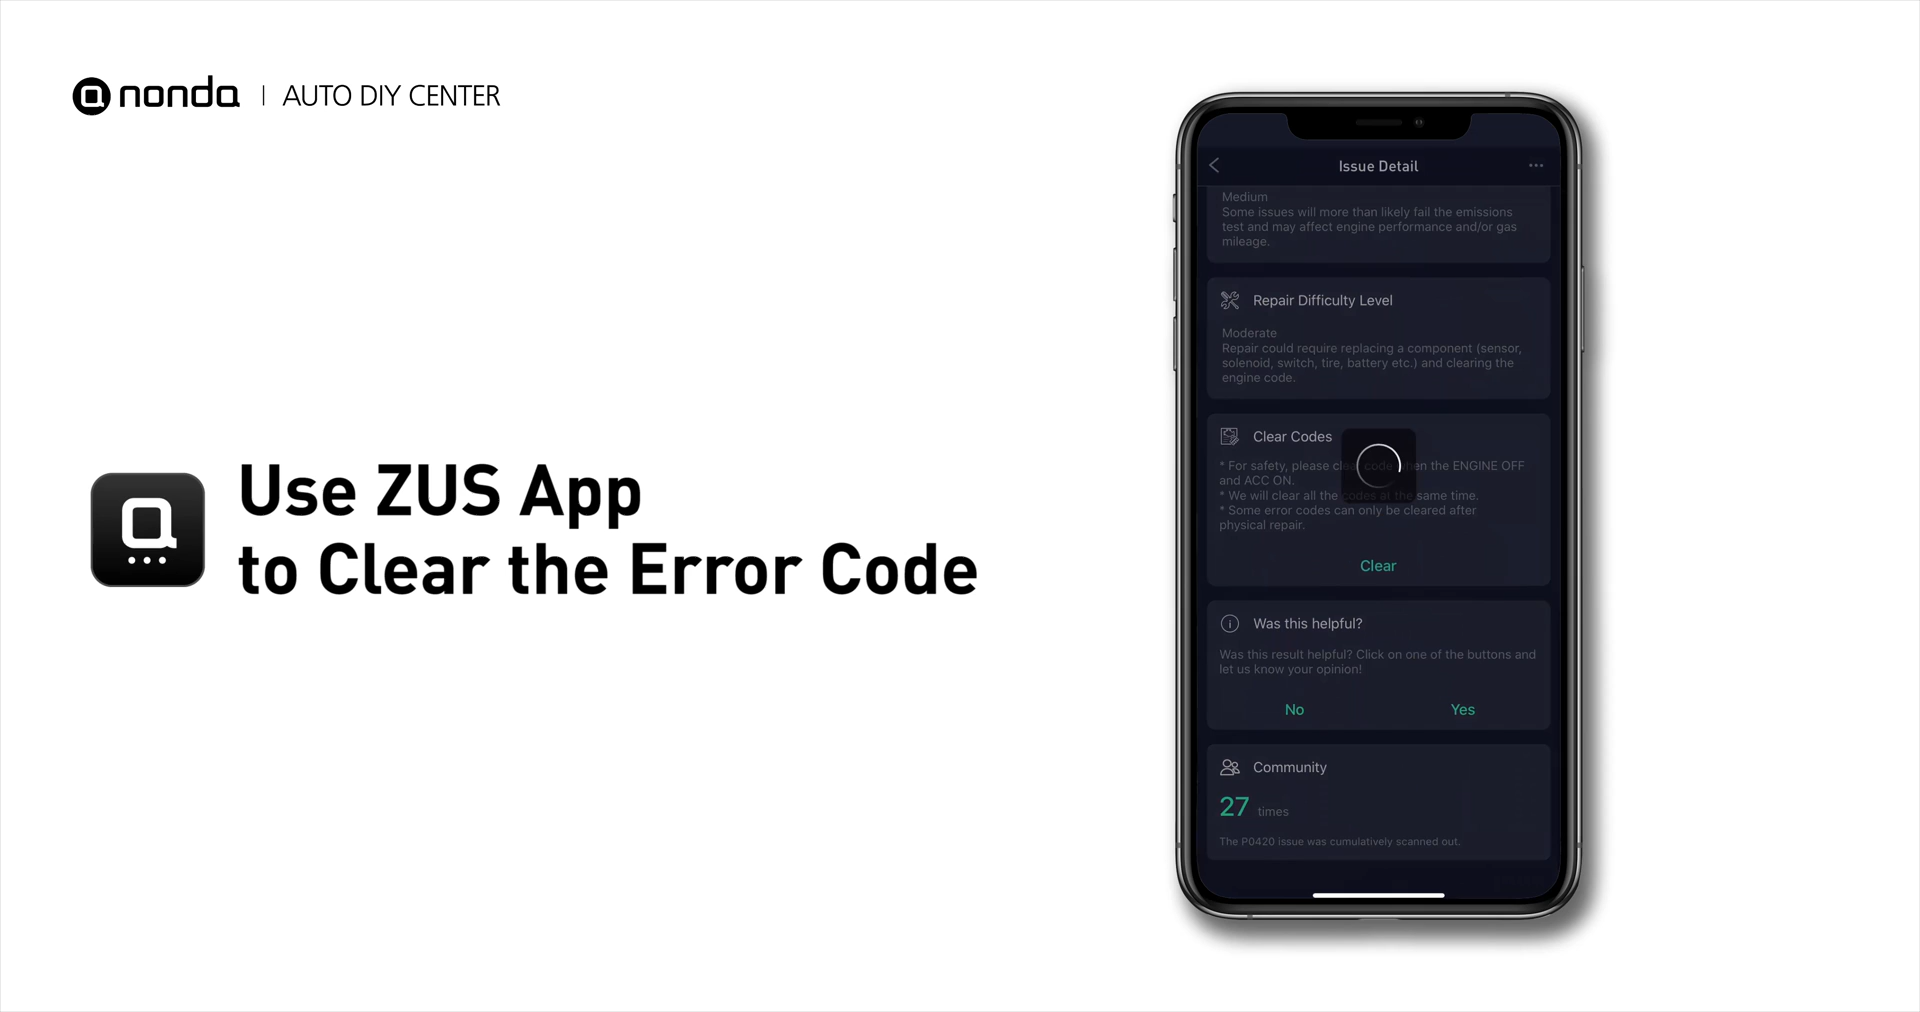 nonda | AUTO DIY CENTER
Use ZUS App
to Clear the Error Code
Issue Detail
Medium
Some issues will more than likely fail the emissions
test and may affect engine performance and/or gas
mileage.
Repair Difficulty Level
Moderate
Repair could require replacing a component (sensor,
solenoid, switch, tire, battery etc.) and clearing the
engine code.
Clear Codes
* For safety, please clear code when the ENGINE OFF
and ACC ON.
* We will clear all the codes at the same time.
* Some error codes can only be cleared after
physical repair.
Clear
Was this helpful?
Was this result helpful? Click on one of the buttons and
let us know your opinion!
No Yes
Community
27 times
The P0420 issue was cumulatively scanned out.